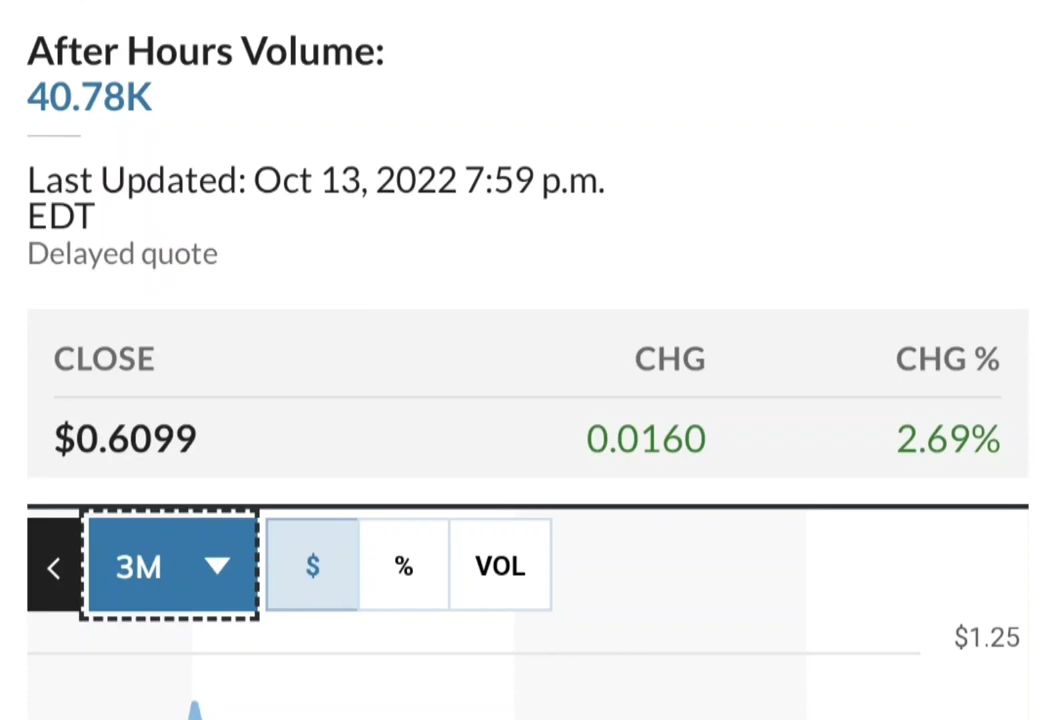 After Hours Volume:
40.78K
Last Updated: Oct 13, 2022 7:59 p.m.
EDT
Delayed quote
CLOSE CHG CHG %
$0.6099 0.0160 2.69%
3M $ % VOL
$1.25